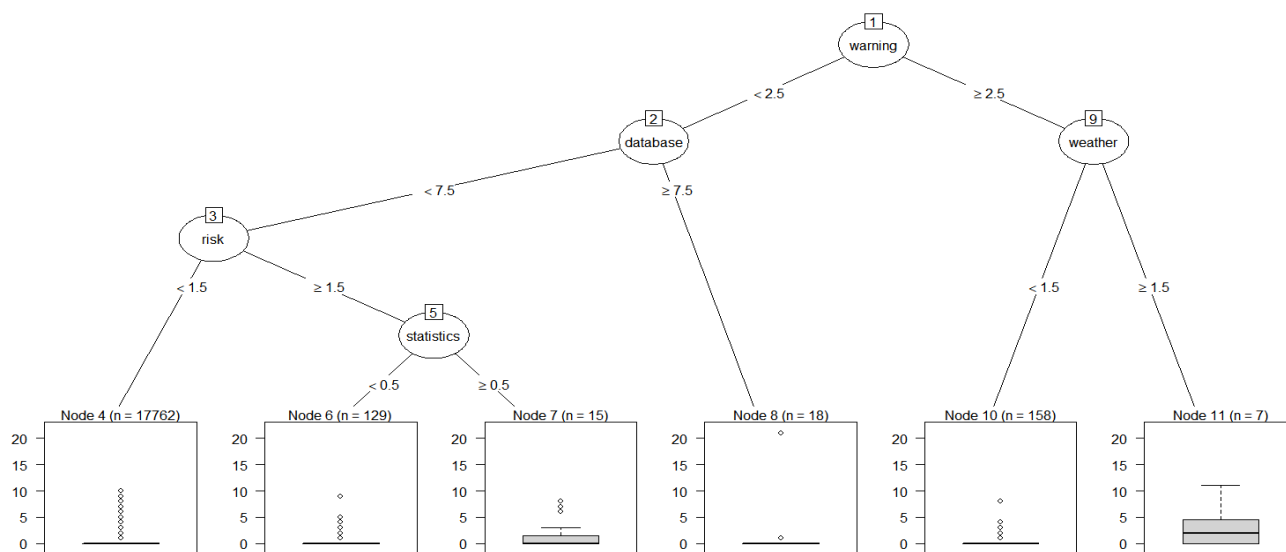 1
warning
< 2.5
≥ 2.5
2
database
9
weather
< 7.5
≥ 7.5
3
risk
< 1.5
≥ 1.5
< 1.5
≥ 1.5
5
statistics
< 0.5
≥ 0.5
Node 4 (n = 17762)
Node 6 (n = 129)
Node 7 (n = 15)
Node 8 (n = 18)
Node 10 (n = 158)
Node 11 (n = 7)
20 20 20 20 20 20
15 15 15 15 15 15
10 10 10 10 10 10
5 5 5 5 5 5
0 0 0 0 0 0